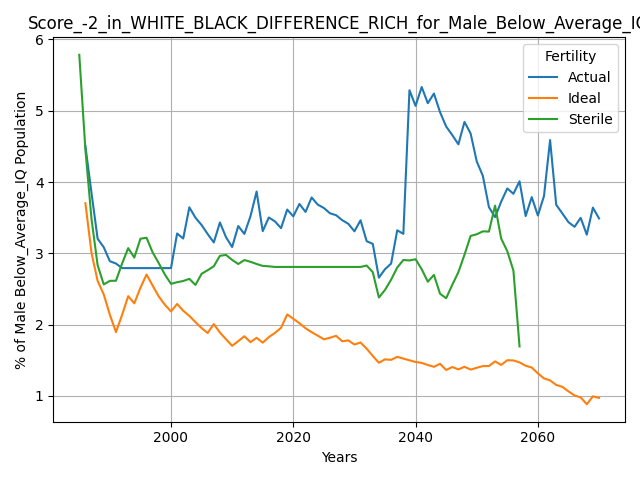 Score_-2_in_WHITE_BLACK_DIFFERENCE_RICH_for_Male_Below_Average_IQ
Fertility
Actual
Ideal
Sterile
6
5
4
3
2
1
% of Male Below_Average_IQ Population
2000 2020 2040 2060
Years